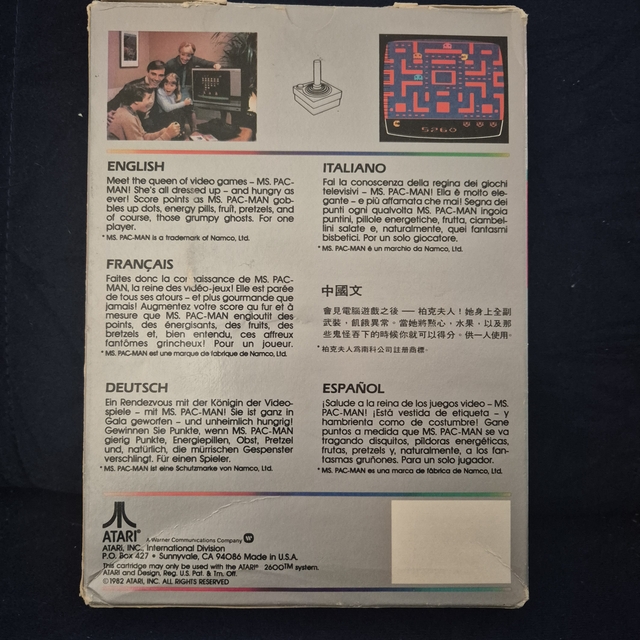 5260
ENGLISH
Meet the queen of video games – MS. PAC-
MAN! She's all dressed up – and hungry as
ever! Score points as MS. PAC-MAN gob-
bles up dots, energy pills, fruit, pretzels, and
of course, those grumpy ghosts. For one
player.
* MS. PAC-MAN is a trademark of Namco, Ltd.
FRANÇAIS
Faites donc la connaissance de MS. PAC-
MAN, la reine des vidéo-jeux! Elle est parée
de tous ses atours – et plus gourmande que
jamais! Augmentez votre score au fur et à
mesure que MS. PAC-MAN engloutit des
points, des énergisants, des fruits, des
bretzels et, bien entendu, ces affreux
fantômes grincheux! Pour un joueur.
* MS. PAC-MAN est une marque de fabrique de Namco, Ltd.
DEUTSCH
Ein Rendezvous mit der Königin der Video-
spiele – mit MS. PAC-MAN! Sie ist ganz in
Gala geworfen – und unheimlich hungrig!
Gewinnen Sie Punkte, wenn MS. PAC-MAN
gierig Punkte, Energiepillen, Obst, Pretzel
und, natürlich, die mürrischen Gespenster
verschlingt. Für einen Spieler.
* MS. PAC-MAN ist eine Schutzmarke von Namco, Ltd.
ITALIANO
Fai la conoscenza della regina dei giochi
televisivi – MS. PAC-MAN! Ella é molto ele-
gante – e più affamata che mai! Segna dei
punti ogni qualvolta MS. PAC-MAN ingoia
puntini, pillole energetiche, frutta, ciambel-
lini salate e, naturalmente, quei fantasmi
bisbetici. Por un solo giocatore.
* MS. PAC-MAN é un marchio da Namco, Ltd.
中國文
會見電腦遊戲之後 — 柏克夫人！她身上全副
武裝，飢餓異常。當她將點心，水果，以及那
些鬼怪吞下的時候你就可以得分。供一人使用。
* 柏克夫人爲南科公司註册商標。
ESPAÑOL
¡Salude a la reina de los juegos video – MS.
PAC-MAN! ¡Está vestida de etiqueta – y
hambrienta como de costumbre! Gane
puntos a medida que MS. PAC-MAN se va
tragando disquitos, píldoras energéticas,
frutas, pretzels y, naturalmente, a los fan-
tasmas gruñones. Para un solo jugador.
* MS. PAC-MAN es una marca de fábrica de Namco, Ltd.
ATARI® A Warner Communications Company
ATARI, INC., International Division
P.O. Box 427 • Sunnyvale, CA 94086 Made in U.S.A.
This cartridge may only be used with the ATARI® 2600™ system.
ATARI and Design, Reg. U.S. Pat. & Tm. Off.
© 1982 ATARI, INC. ALL RIGHTS RESERVED